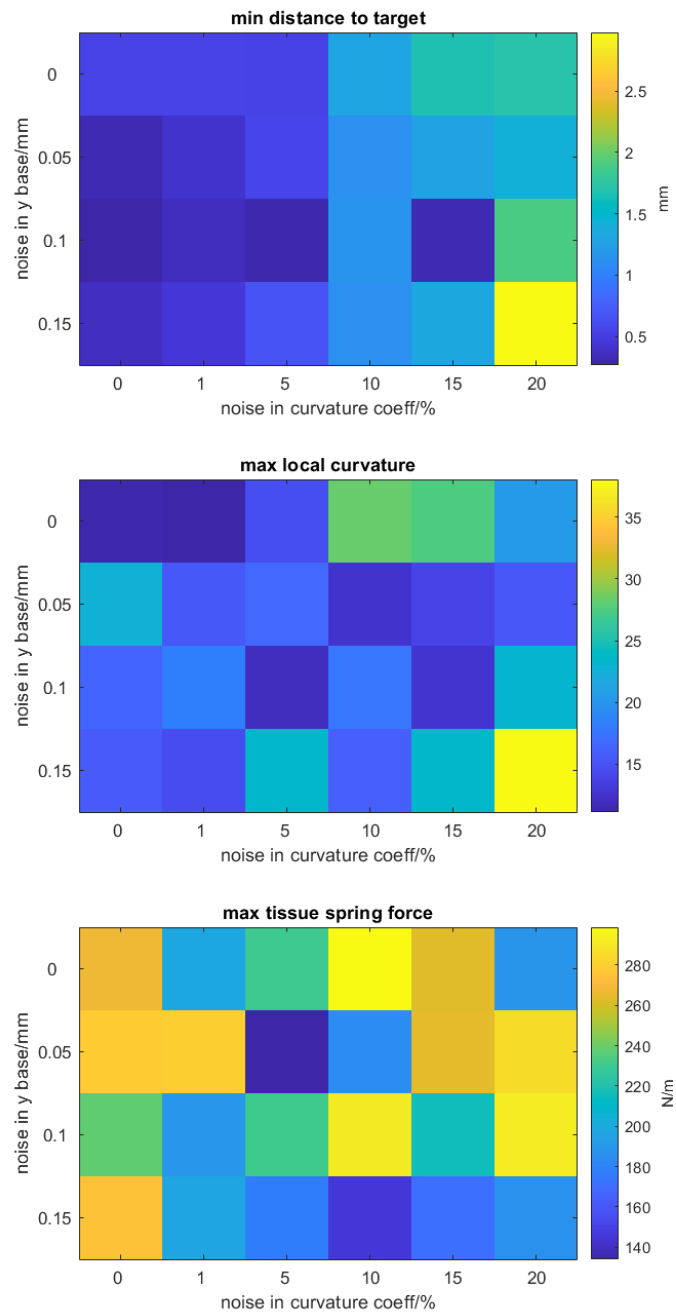 min distance to target
noise in y base/mm
0
0.05
0.1
0.15
0 1 5 10 15 20
noise in curvature coeff/%
2.5
2
1.5
1
0.5
mm
max local curvature
noise in y base/mm
0
0.05
0.1
0.15
0 1 5 10 15 20
noise in curvature coeff/%
35
30
25
20
15
max tissue spring force
noise in y base/mm
0
0.05
0.1
0.15
0 1 5 10 15 20
noise in curvature coeff/%
280
260
240
220
200
180
160
140
N/m